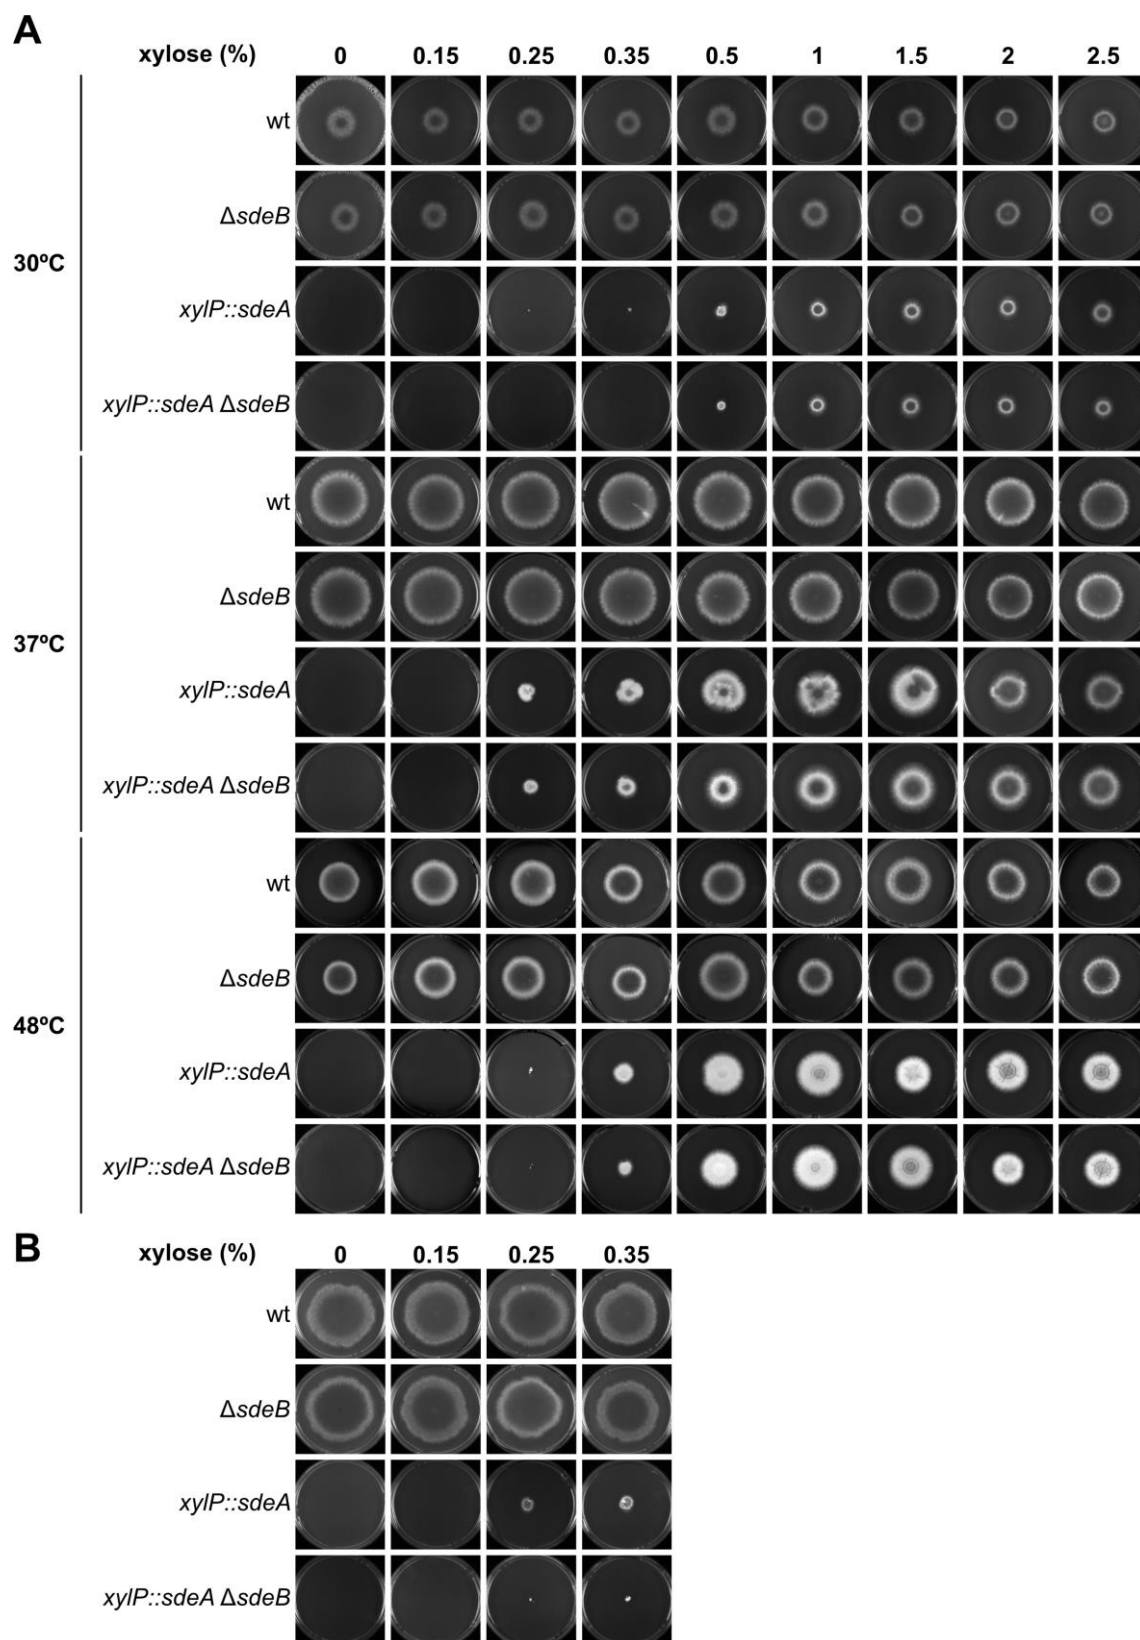 A
xylose (%) 0 0.15 0.25 0.35 0.5 1 1.5 2 2.5
30ºC
wt
ΔsdeB
xylP::sdeA
xylP::sdeA ΔsdeB
37ºC
wt
ΔsdeB
xylP::sdeA
xylP::sdeA ΔsdeB
48ºC
wt
ΔsdeB
xylP::sdeA
xylP::sdeA ΔsdeB
B
xylose (%) 0 0.15 0.25 0.35
wt
ΔsdeB
xylP::sdeA
xylP::sdeA ΔsdeB